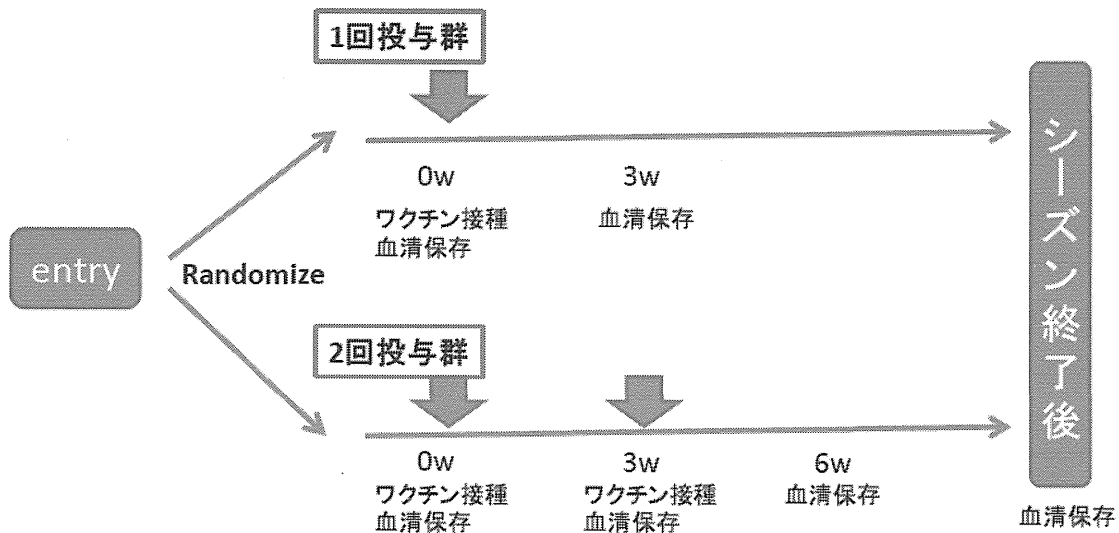 1回投与群
0w
3w
ワクチン接種
血清保存
血清保存
entry
Randomize
2回投与群
0w
3w
6w
ワクチン接種
血清保存
ワクチン接種
血清保存
血清保存
シーズン終了後
血清保存